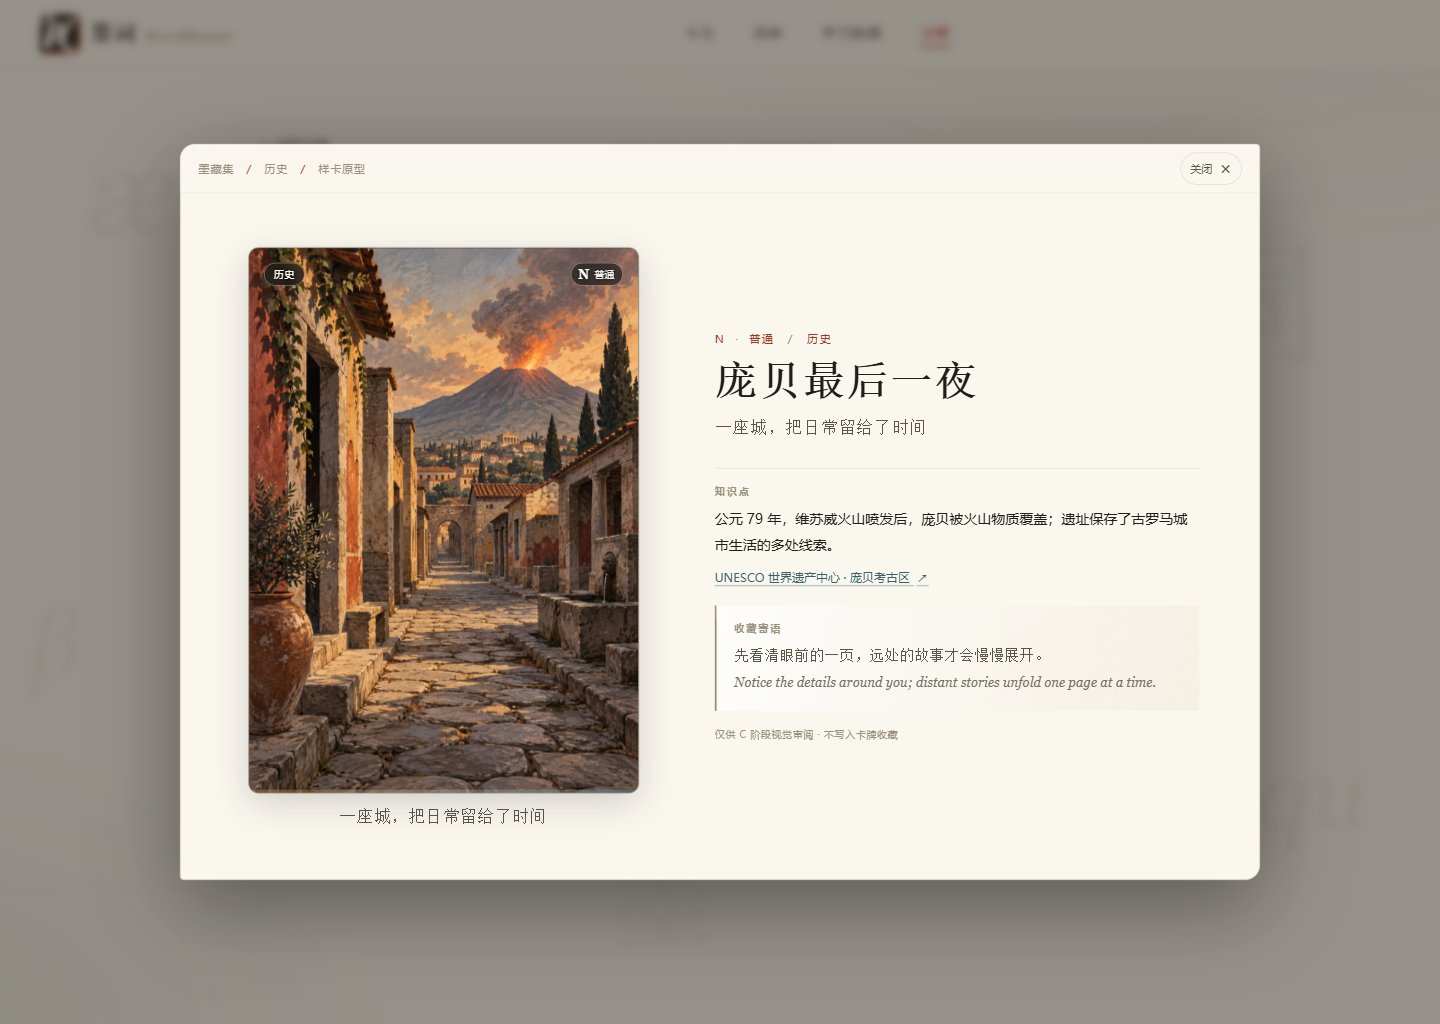 墨藏集 / 历史 / 样卡原型
关闭 ×
历史
N 普通
一座城，把日常留给了时间
N · 普通 / 历史
庞贝最后一夜
一座城，把日常留给了时间
知识点
公元 79 年，维苏威火山喷发后，庞贝被火山物质覆盖；遗址保存了古罗马城
市生活的多处线索。
UNESCO 世界遗产中心 · 庞贝考古区 ↗
收藏寄语
先看清眼前的一页，远处的故事才会慢慢展开。
Notice the details around you; distant stories unfold one page at a time.
仅供 C 阶段视觉审阅 · 不写入卡牌收藏